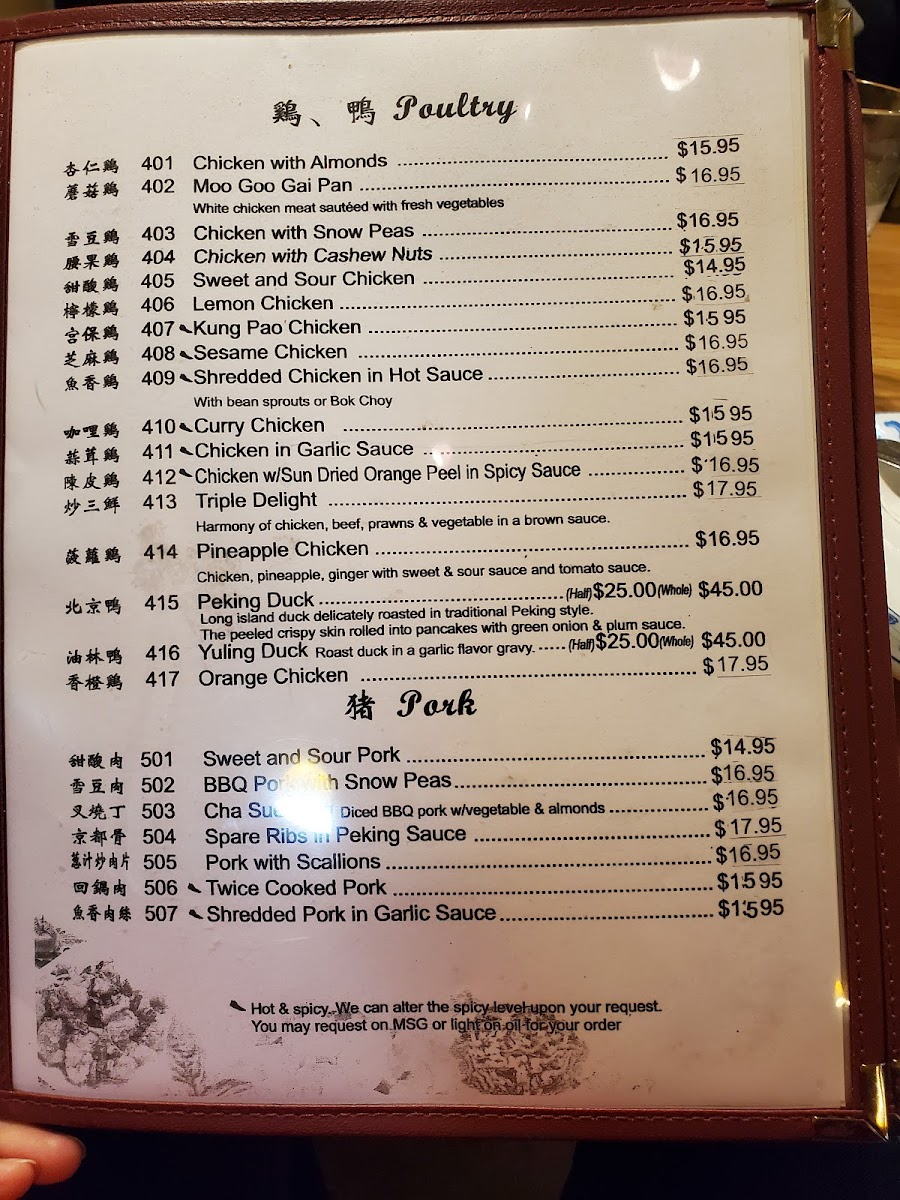 鷄、鴨 Poultry
杏仁鷄 401 Chicken with Almonds $15.95
蘑菇鷄 402 Moo Goo Gai Pan $16.95
White chicken meat sautéed with fresh vegetables
雪豆鷄 403 Chicken with Snow Peas $16.95
腰果鷄 404 Chicken with Cashew Nuts $15.95
甜酸鷄 405 Sweet and Sour Chicken $14.95
檸檬鷄 406 Lemon Chicken $16.95
宮保鷄 407 Kung Pao Chicken $15 95
芝麻鷄 408 Sesame Chicken $16.95
魚香鷄 409 Shredded Chicken in Hot Sauce $16.95
With bean sprouts or Bok Choy
咖哩鷄 410 Curry Chicken $15 95
蒜茸鷄 411 Chicken in Garlic Sauce $15 95
陳皮鷄 412 Chicken w/Sun Dried Orange Peel in Spicy Sauce $16.95
炒三鮮 413 Triple Delight $17.95
Harmony of chicken, beef, prawns & vegetable in a brown sauce.
菠蘿鷄 414 Pineapple Chicken $16.95
Chicken, pineapple, ginger with sweet & sour sauce and tomato sauce.
北京鴨 415 Peking Duck (Half) $25.00 (Whole) $45.00
Long island duck delicately roasted in traditional Peking style.
The peeled crispy skin rolled into pancakes with green onion & plum sauce.
油林鴨 416 Yuling Duck Roast duck in a garlic flavor gravy. (Half) $25.00 (Whole) $45.00
香橙鷄 417 Orange Chicken $17.95
猪 Pork
甜酸肉 501 Sweet and Sour Pork $14.95
雪豆肉 502 BBQ Pork with Snow Peas $16.95
叉燒丁 503 Cha Diced BBQ pork w/vegetable & almonds $16.95
京都骨 504 Spare Ribs in Peking Sauce $17.95
葱汁炒肉片 505 Pork with Scallions $16.95
回鍋肉 506 Twice Cooked Pork $15 95
魚香肉絲 507 Shredded Pork in Garlic Sauce $15 95
Hot & spicy. We can alter the spicy level upon your request.
You may request on MSG or light on oil for your order